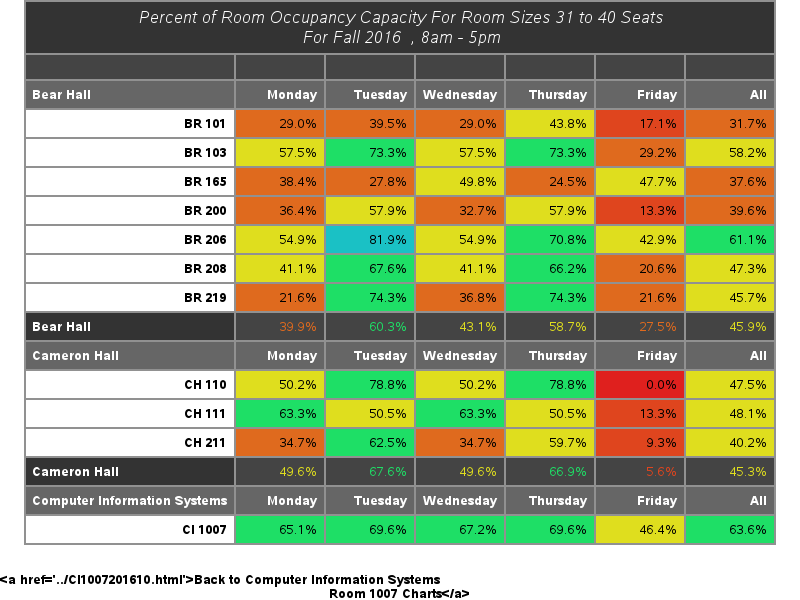 Percent of Room Occupancy Capacity For Room Sizes 31 to 40 Seats
For Fall 2016 , 8am - 5pm
Bear Hall Monday Tuesday Wednesday Thursday Friday All
BR 101 29.0% 39.5% 29.0% 43.8% 17.1% 31.7%
BR 103 57.5% 73.3% 57.5% 73.3% 29.2% 58.2%
BR 165 38.4% 27.8% 49.8% 24.5% 47.7% 37.6%
BR 200 36.4% 57.9% 32.7% 57.9% 13.3% 39.6%
BR 206 54.9% 81.9% 54.9% 70.8% 42.9% 61.1%
BR 208 41.1% 67.6% 41.1% 66.2% 20.6% 47.3%
BR 219 21.6% 74.3% 36.8% 74.3% 21.6% 45.7%
Bear Hall 39.9% 60.3% 43.1% 58.7% 27.5% 45.9%
Cameron Hall Monday Tuesday Wednesday Thursday Friday All
CH 110 50.2% 78.8% 50.2% 78.8% 0.0% 47.5%
CH 111 63.3% 50.5% 63.3% 50.5% 13.3% 48.1%
CH 211 34.7% 62.5% 34.7% 59.7% 9.3% 40.2%
Cameron Hall 49.6% 67.6% 49.6% 66.9% 5.6% 45.3%
Computer Information Systems Monday Tuesday Wednesday Thursday Friday All
CI 1007 65.1% 69.6% 67.2% 69.6% 46.4% 63.6%
<a href='../CI1007201610.html'>Back to Computer Information Systems
Room 1007 Charts</a>